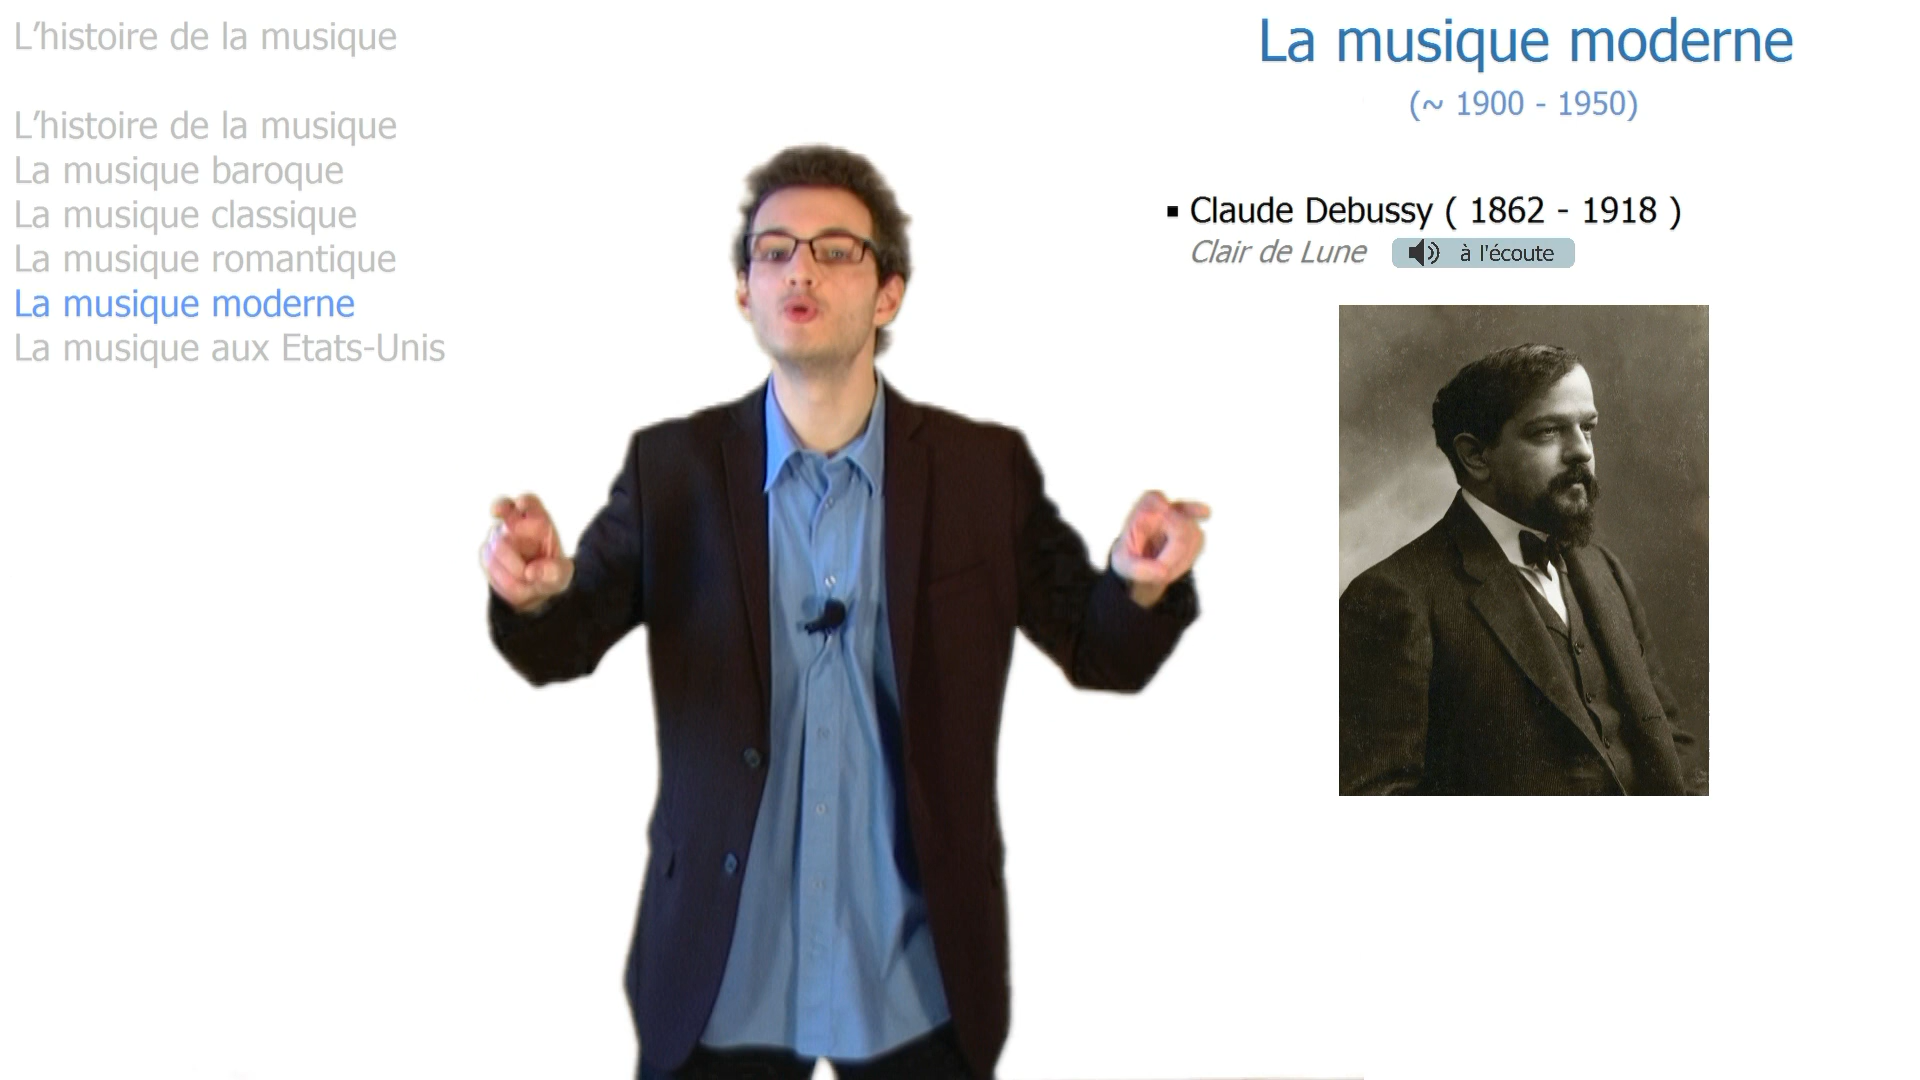 L'histoire de la musique
L'histoire de la musique
La musique baroque
La musique classique
La musique romantique
La musique moderne
La musique aux Etats-Unis
La musique moderne
(~ 1900 - 1950)
▪ Claude Debussy ( 1862 - 1918 )
Clair de Lune
à l'écoute